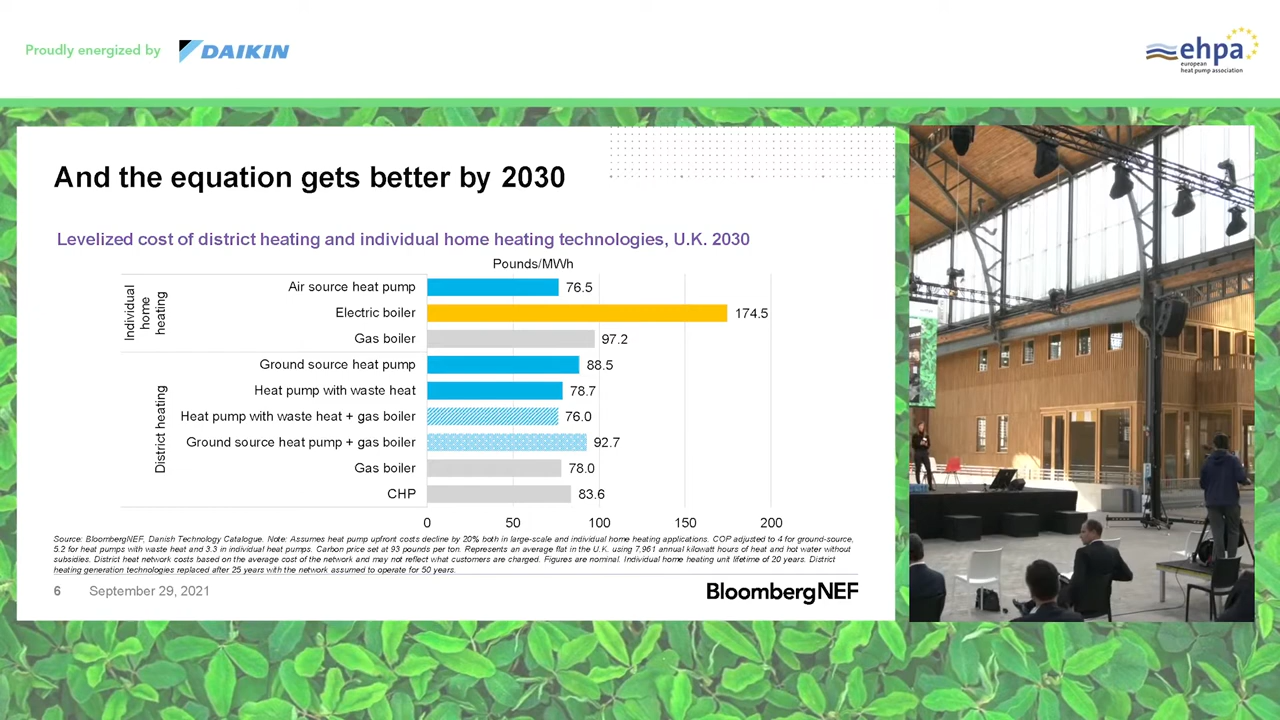 Proudly energized by
DAIKIN
ehpa
european
heat pump association
And the equation gets better by 2030
Levelized cost of district heating and individual home heating technologies, U.K. 2030
Pounds/MWh
Individual
home
heating
Air source heat pump 76.5
Electric boiler 174.5
Gas boiler 97.2
District heating
Ground source heat pump 88.5
Heat pump with waste heat 78.7
Heat pump with waste heat + gas boiler 76.0
Ground source heat pump + gas boiler 92.7
Gas boiler 78.0
CHP 83.6
0 50 100 150 200
Source: BloombergNEF, Danish Technology Catalogue. Note: Assumes heat pump upfront costs decline by 20% both in large-scale and individual home heating applications. COP adjusted to 4 for ground-source,
5.2 for heat pumps with waste heat and 3.3 in individual heat pumps. Carbon price set at 93 pounds per ton. Represents an average flat in the U.K. using 7,961 annual kilowatt hours of heat and hot water without
subsidies. District heat network costs based on the average cost of the network and may not reflect what customers are charged. Figures are nominal. Individual home heating unit lifetime of 20 years. District
heating generation technologies replaced after 25 years with the network assumed to operate for 50 years.
6 September 29, 2021
BloombergNEF